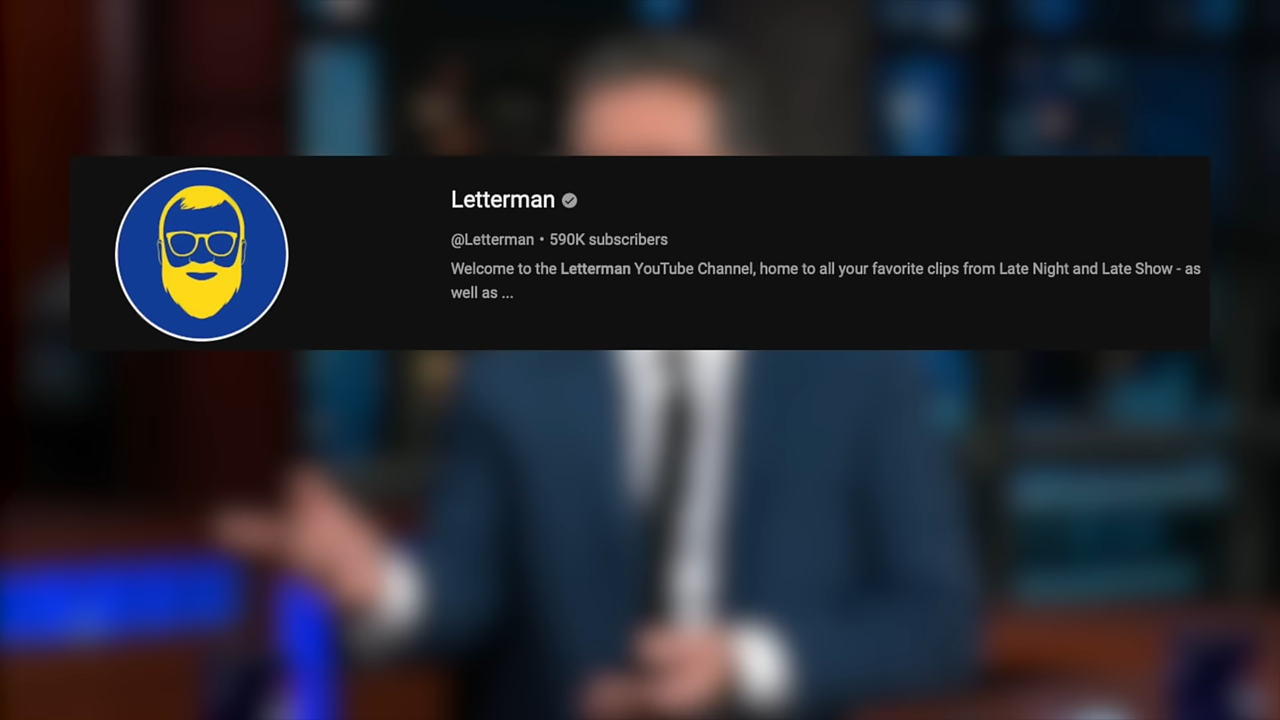 Letterman
@Letterman • 590K subscribers
Welcome to the Letterman YouTube Channel, home to all your favorite clips from Late Night and Late Show - as
well as ...